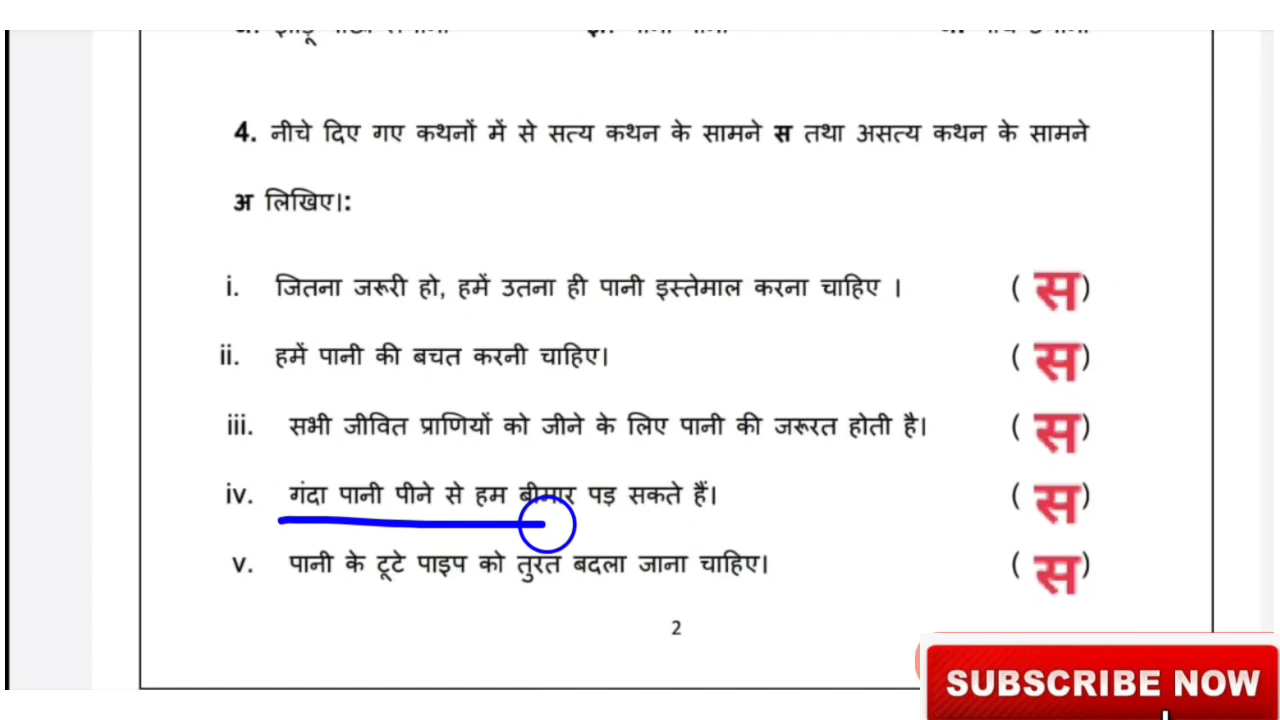 4. नीचे दिए गए कथनों में से सत्य कथन के सामने स तथा असत्य कथन के सामने
अ लिखिए।:
i. जितना जरूरी हो, हमें उतना ही पानी इस्तेमाल करना चाहिए । ( स )
ii. हमें पानी की बचत करनी चाहिए। ( स )
iii. सभी जीवित प्राणियों को जीने के लिए पानी की जरूरत होती है। ( स )
iv. गंदा पानी पीने से हम बीमार पड़ सकते हैं। ( स )
v. पानी के टूटे पाइप को तुरंत बदला जाना चाहिए। ( स )
2
SUBSCRIBE NOW